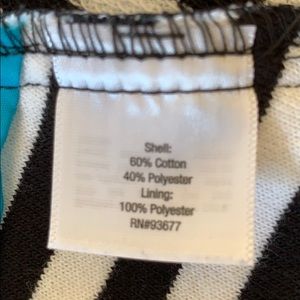 Shell:
60% Cotton
40% Polyester
Lining:
100% Polyester
RN#93677